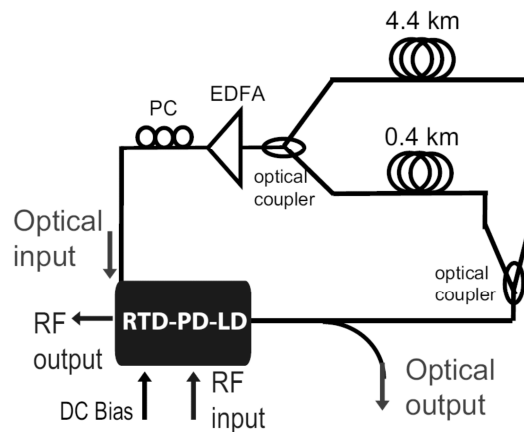 4.4 km
EDFA
PC
0.4 km
optical
coupler
Optical
input
optical
coupler
RTD-PD-LD
RF
output
RF
input
DC Bias
Optical
output